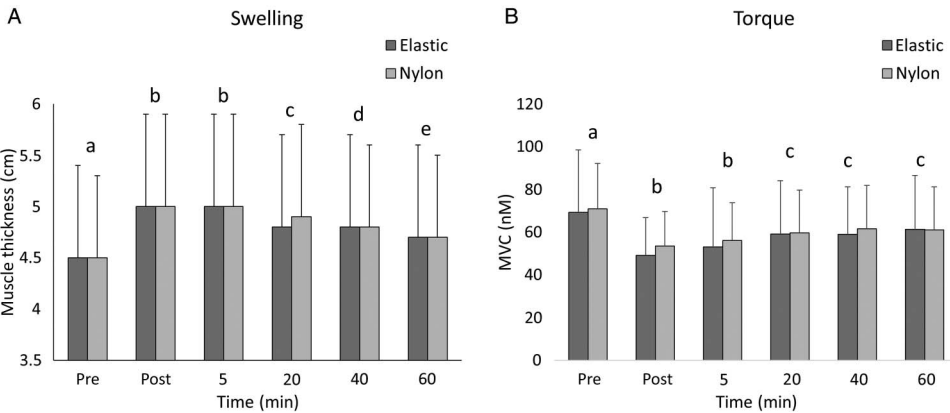 A
Swelling
Elastic
Nylon
Muscle thickness (cm)
6
5.5
5
4.5
4
3.5
a
b
b
c
d
e
Pre
Post
5
20
40
60
Time (min)
B
Torque
Elastic
Nylon
MVC (nM)
120
100
80
60
40
20
0
a
b
b
c
c
c
Pre
Post
5
20
40
60
Time (min)